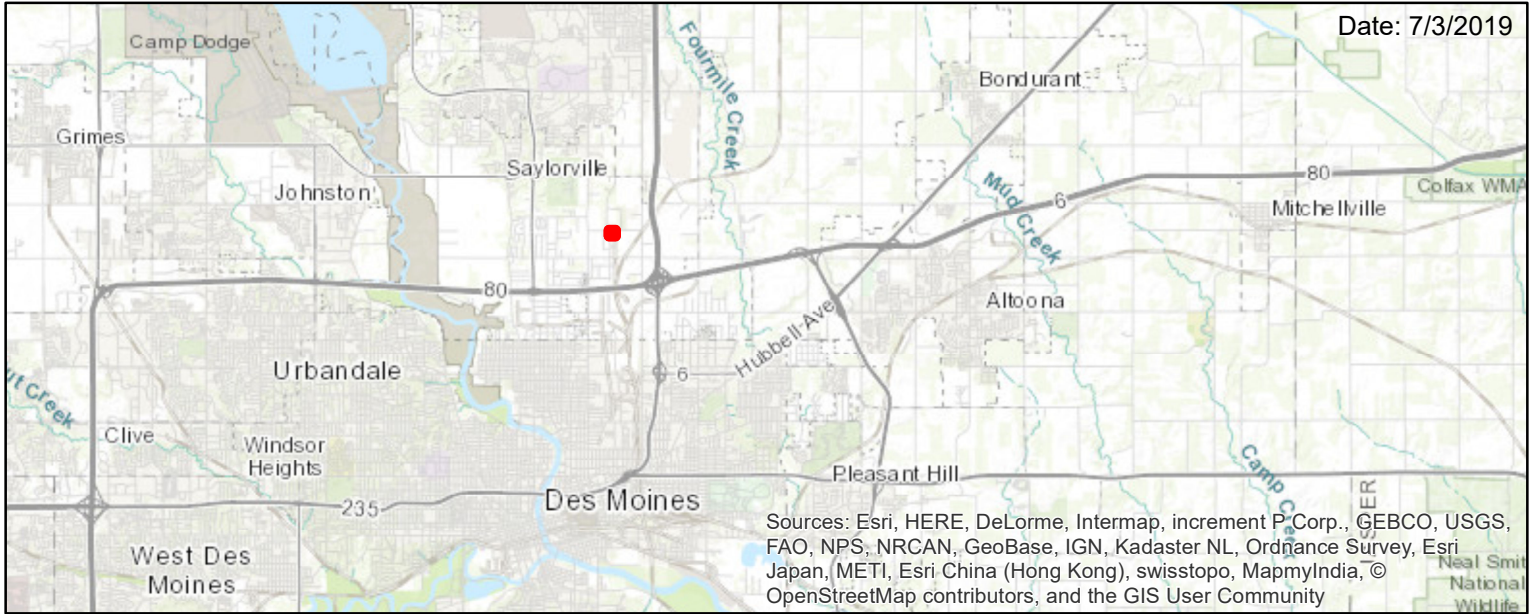 Date: 7/3/2019
Camp Dodge
Fourmile Creek
Bondurant
Grimes
Saylorville
80
Colfax WMA
Johnston
Mud Creek
6
Mitchellville
80
Altoona
Hubbell Ave
Urbandale
6
ut Creek
Clive
Windsor
Heights
Pleasant Hill
Camp Cree
235
Des Moines
West Des
Moines
Sources: Esri, HERE, DeLorme, Intermap, increment P Corp., GEBCO, USGS,
FAO, NPS, NRCAN, GeoBase, IGN, Kadaster NL, Ordnance Survey, Esri
Japan, METI, Esri China (Hong Kong), swisstopo, MapmyIndia, ©
OpenStreetMap contributors, and the GIS User Community
Neal Smit
National
Wildlife